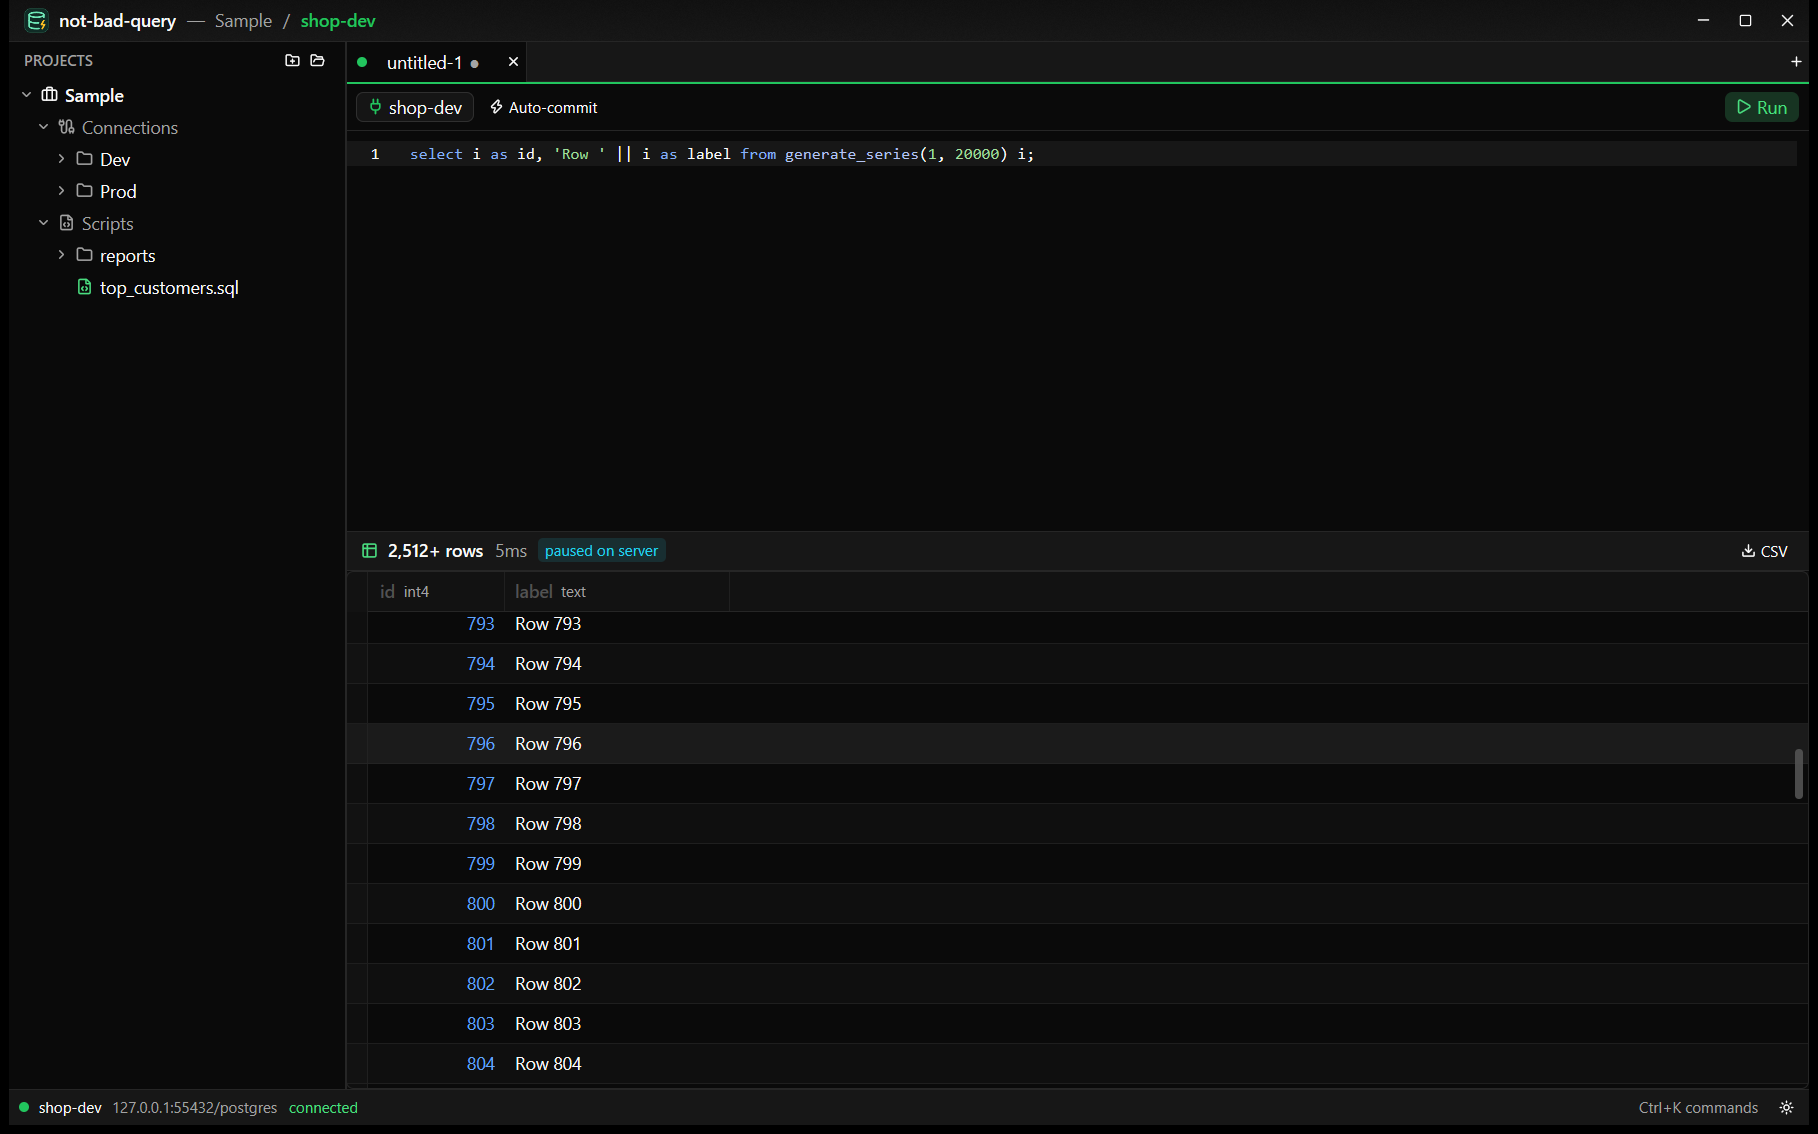 not-bad-query — Sample / shop-dev
PROJECTS
Sample
Connections
Dev
Prod
Scripts
reports
top_customers.sql
untitled-1
shop-dev Auto-commit
Run
1 select i as id, 'Row ' || i as label from generate_series(1, 20000) i;
2,512+ rows 5ms paused on server
CSV
id int4 label text
793 Row 793
794 Row 794
795 Row 795
796 Row 796
797 Row 797
798 Row 798
799 Row 799
800 Row 800
801 Row 801
802 Row 802
803 Row 803
804 Row 804
shop-dev 127.0.0.1:55432/postgres connected
Ctrl+K commands